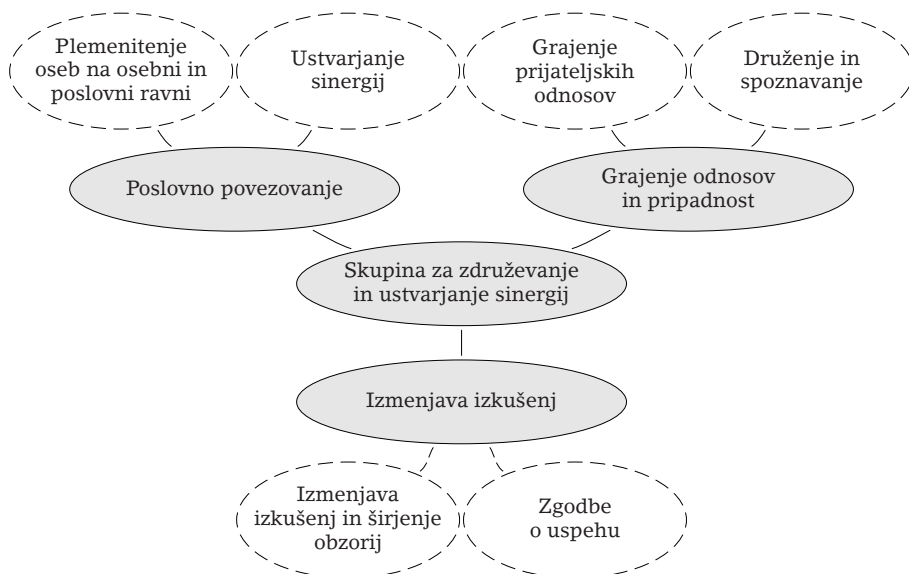 Plemenitenje
oseb na osebni in
poslovni ravni
Ustvarjanje
sinergij
Grajenje
prijateljskih
odnosov
Druženje in
spoznavanje
Poslovno povezovanje
Grajenje odnosov
in pripadnost
Skupina za združevanje
in ustvarjanje sinergij
Izmenjava izkušenj
Izmenjava
izkušenj in širjenje
obzorij
Zgodbe
o uspehu